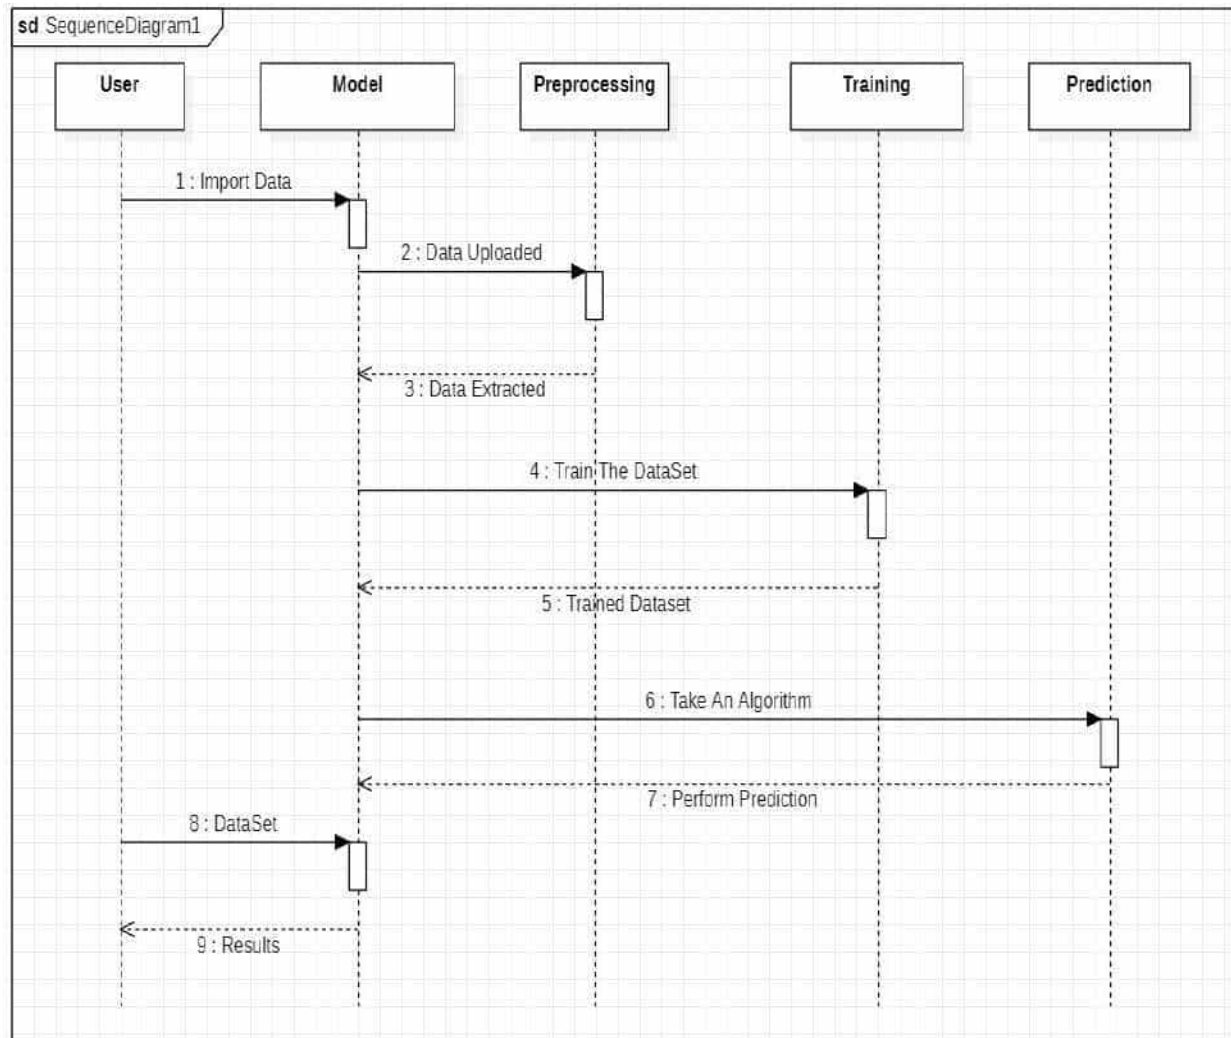 sd SequenceDiagram1
User
Model
Preprocessing
Training
Prediction
1 : Import Data
2 : Data Uploaded
3 : Data Extracted
4 : Train The DataSet
5 : Trained Dataset
6 : Take An Algorithm
7 : Perform Prediction
8 : DataSet
9 : Results